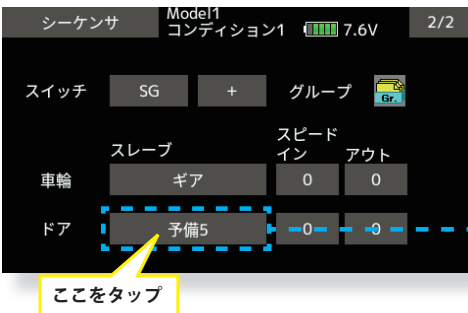 シーケンサ Model1 コンディション1 7.6V 2/2
スイッチ SG + グループ Gr.
スピード
スレーブ イン アウト
車輪 ギア 0 0
ドア 予備5 0 0
ここをタップ